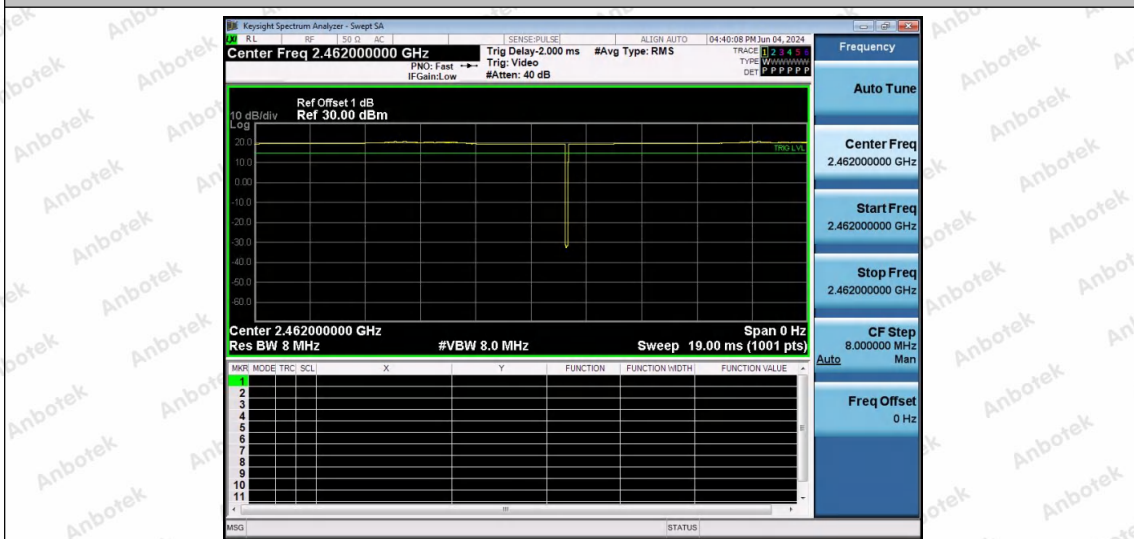 Keysight Spectrum Analyzer - Swept SA
RL RF 50 Ω AC SENSE:PULSE ALIGN AUTO 04:40:08 PM Jun 04, 2024
Center Freq 2.462000000 GHz
PNO: Fast
IFGain:Low
Trig Delay-2.000 ms
Trig: Video
#Atten: 40 dB
#Avg Type: RMS
TRACE 1 2 3 4 5 6
TYPE WWWWWW
DET P P P P P P
Frequency
Auto Tune
Center Freq
2.462000000 GHz
Start Freq
2.462000000 GHz
Stop Freq
2.462000000 GHz
CF Step
8.000000 MHz
Auto Man
Freq Offset
0 Hz
Ref Offset 1 dB
10 dB/div Ref 30.00 dBm
Log
20.0
TRIG LVL
10.0
0.00
-10.0
-20.0
-30.0
-40.0
-50.0
-60.0
Center 2.462000000 GHz Span 0 Hz
Res BW 8 MHz #VBW 8.0 MHz Sweep 19.00 ms (1001 pts)
MKR MODE TRC SCL X Y FUNCTION FUNCTION WIDTH FUNCTION VALUE
1
2
3
4
5
6
7
8
9
10
11
MSG STATUS
Anbotek